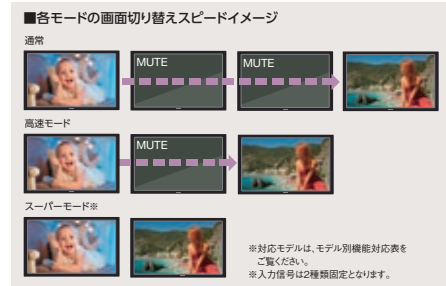 ■各モードの画面切り替えスピードイメージ
通常
MUTE
MUTE
高速モード
MUTE
スーパーモード※
※対応モデルは、モデル別機能対応表を
ご覧ください。
※入力信号は2種類固定となります。